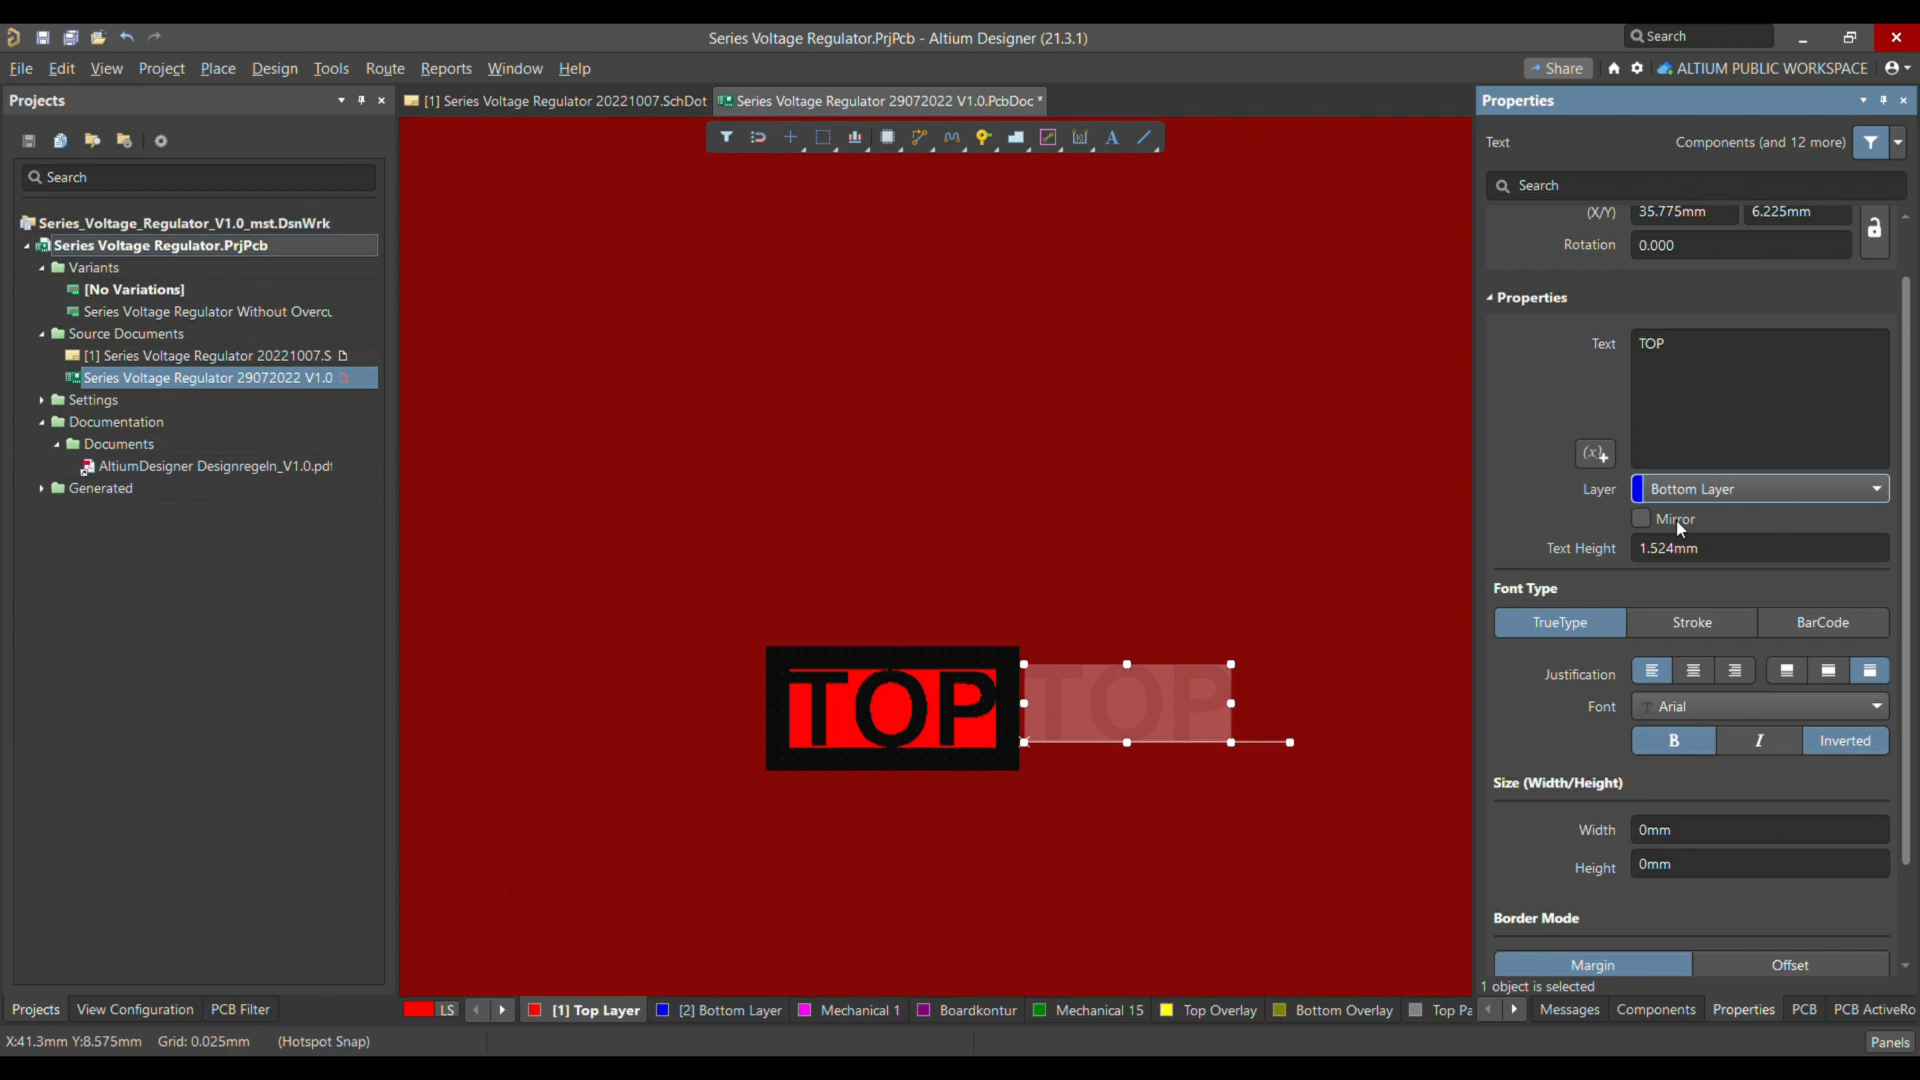 Series Voltage Regulator.PrjPcb - Altium Designer (21.3.1)
Search
File Edit View Project Place Design Tools Route Reports Window Help
Share
ALTIUM PUBLIC WORKSPACE
Projects
[1] Series Voltage Regulator 20221007.SchDot
Series Voltage Regulator 29072022 V1.0.PcbDoc *
Properties
Text
Components (and 12 more)
Search
Search
(X/Y) 35.775mm 6.225mm
Rotation 0.000
Series_Voltage_Regulator_V1.0_mst.DsnWrk
Series Voltage Regulator.PrjPcb
Variants
[No Variations]
Series Voltage Regulator Without Overcu
Source Documents
[1] Series Voltage Regulator 20221007.S
Series Voltage Regulator 29072022 V1.0
Settings
Documentation
Documents
AltiumDesigner Designregeln_V1.0.pdf
Generated
Properties
Text TOP
(x)
Layer Bottom Layer
Mirror
Text Height 1.524mm
Font Type
TrueType Stroke BarCode
Justification
Font Arial
B I Inverted
Size (Width/Height)
Width 0mm
Height 0mm
Border Mode
Margin Offset
1 object is selected
TOP TOP
Projects View Configuration PCB Filter
LS [1] Top Layer [2] Bottom Layer Mechanical 1 Boardkontur Mechanical 15 Top Overlay Bottom Overlay Top Pa
Messages Components Properties PCB PCB ActiveRo
X:41.3mm Y:8.575mm Grid: 0.025mm (Hotspot Snap)
Panels